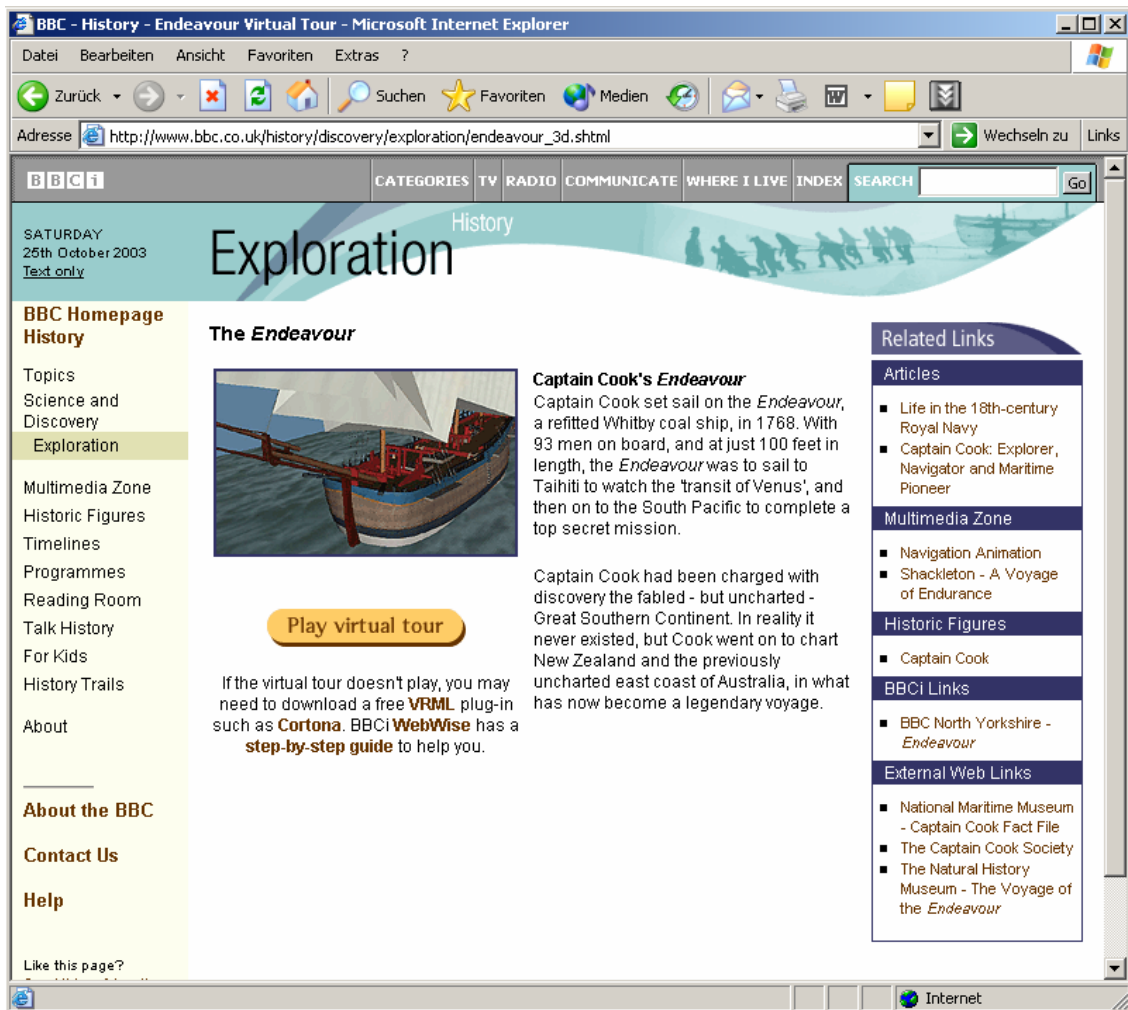 BBC - History - Endeavour Virtual Tour - Microsoft Internet Explorer
Datei Bearbeiten Ansicht Favoriten Extras ?
Zurück Suchen Favoriten Medien
Adresse http://www.bbc.co.uk/history/discovery/exploration/endeavour_3d.shtml Wechseln zu Links
BBCi CATEGORIES TV RADIO COMMUNICATE WHERE I LIVE INDEX SEARCH Go
SATURDAY
25th October 2003
Text only
History
Exploration
BBC Homepage
History
Topics
Science and
Discovery
Exploration
Multimedia Zone
Historic Figures
Timelines
Programmes
Reading Room
Talk History
For Kids
History Trails
About
About the BBC
Contact Us
Help
Like this page?
The Endeavour
Play virtual tour
If the virtual tour doesn't play, you may
need to download a free VRML plug-in
such as Cortona. BBCi WebWise has a
step-by-step guide to help you.
Captain Cook's Endeavour
Captain Cook set sail on the Endeavour,
a refitted Whitby coal ship, in 1768. With
93 men on board, and at just 100 feet in
length, the Endeavour was to sail to
Taihiti to watch the 'transit of Venus', and
then on to the South Pacific to complete a
top secret mission.
Captain Cook had been charged with
discovery the fabled - but uncharted -
Great Southern Continent. In reality it
never existed, but Cook went on to chart
New Zealand and the previously
uncharted east coast of Australia, in what
has now become a legendary voyage.
Related Links
Articles
Life in the 18th-century
Royal Navy
Captain Cook: Explorer,
Navigator and Maritime
Pioneer
Multimedia Zone
Navigation Animation
Shackleton - A Voyage
of Endurance
Historic Figures
Captain Cook
BBCi Links
BBC North Yorkshire -
Endeavour
External Web Links
National Maritime Museum
- Captain Cook Fact File
The Captain Cook Society
The Natural History
Museum - The Voyage of
the Endeavour
Internet